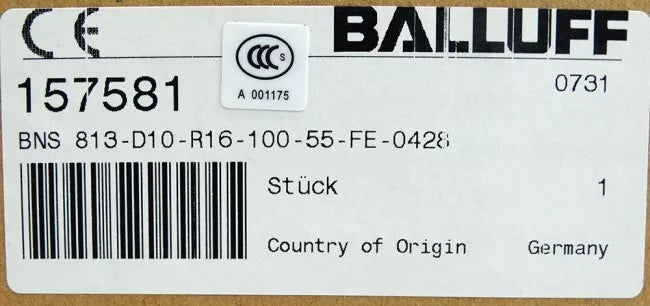 CE BALLUFF
CCC S
A 001175
157581 0731
BNS 813-D10-R16-100-55-FE-0428
Stück 1
Country of Origin Germany